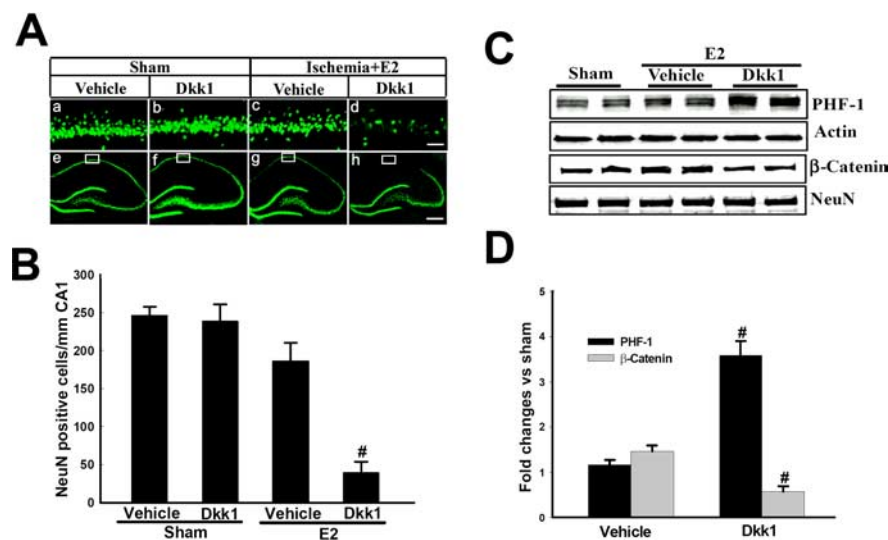 A
Sham
Ischemia+E2
Vehicle
Dkk1
Vehicle
Dkk1
a
b
c
d
e
f
g
h
B
NeuN positive cells/mm CA1
300
250
200
150
100
50
0
#
Vehicle
Dkk1
Vehicle
Dkk1
Sham
E2
C
E2
Sham
Vehicle
Dkk1
PHF-1
Actin
β-Catenin
NeuN
D
Fold changes vs sham
5
4
3
2
1
0
PHF-1
β-Catenin
#
#
Vehicle
Dkk1